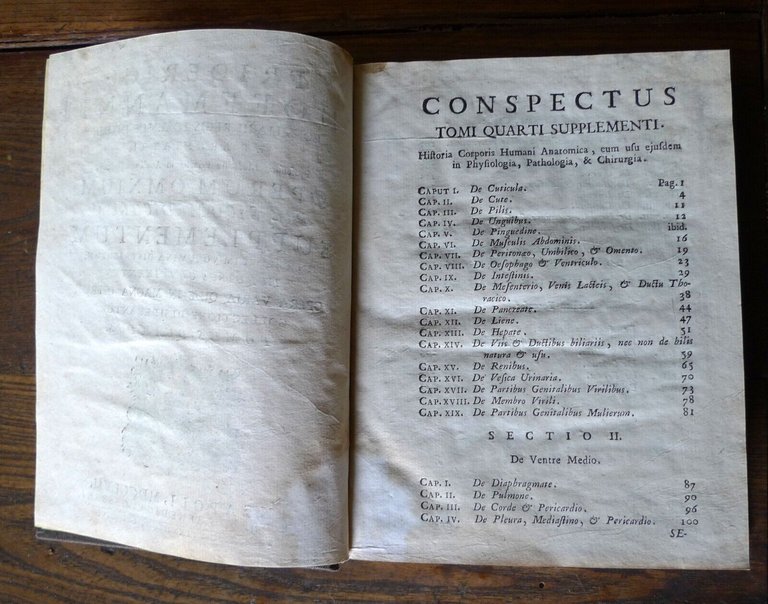 CONSPECTUS
TOMI QUARTI SUPPLEMENTI.
Hiſtoria Corporis Humani Anatomica, cum uſu ejuſdem
in Phyſiologia, Pathologia, & Chirurgia.
CAPUT I. De Cuticula. Pag. 1
CAP. II. De Cute. 4
CAP. III. De Pilis. 11
CAP. IV. De Unguibus. 12
CAP. V. De Pinguedine. ibid.
CAP. VI. De Muſculis Abdominis. 16
CAP. VII. De Peritonæo, Umbilico, & Omento. 19
CAP. VIII. De Oeſophago & Ventriculo. 23
CAP. IX. De Inteſtinis. 29
CAP. X. De Meſenterio, Venis Lacteis, & Ductu Tho-
racico. 38
CAP. XI. De Pancreate. 44
CAP. XII. De Liene. 47
CAP. XIII. De Hepate. 51
CAP. XIV. De Viis & Ductibus biliariis, nec non de bilis
natura & uſu. 59
CAP. XV. De Renibus. 65
CAP. XVI. De Veſica Urinaria. 70
CAP. XVII. De Partibus Genitalibus Virilibus. 73
CAP. XVIII. De Membro Virili. 78
CAP. XIX. De Partibus Genitalibus 81
SECTIO II.
De Ventre Medio.
CAP. I. De Diaphragmate. 87
CAP. II. De Pulmone. 90
CAP. III. De Corde & Pericardio. 96
CAP. IV. De Pleura, Mediaſtino, & Pericardio. 100
SE-